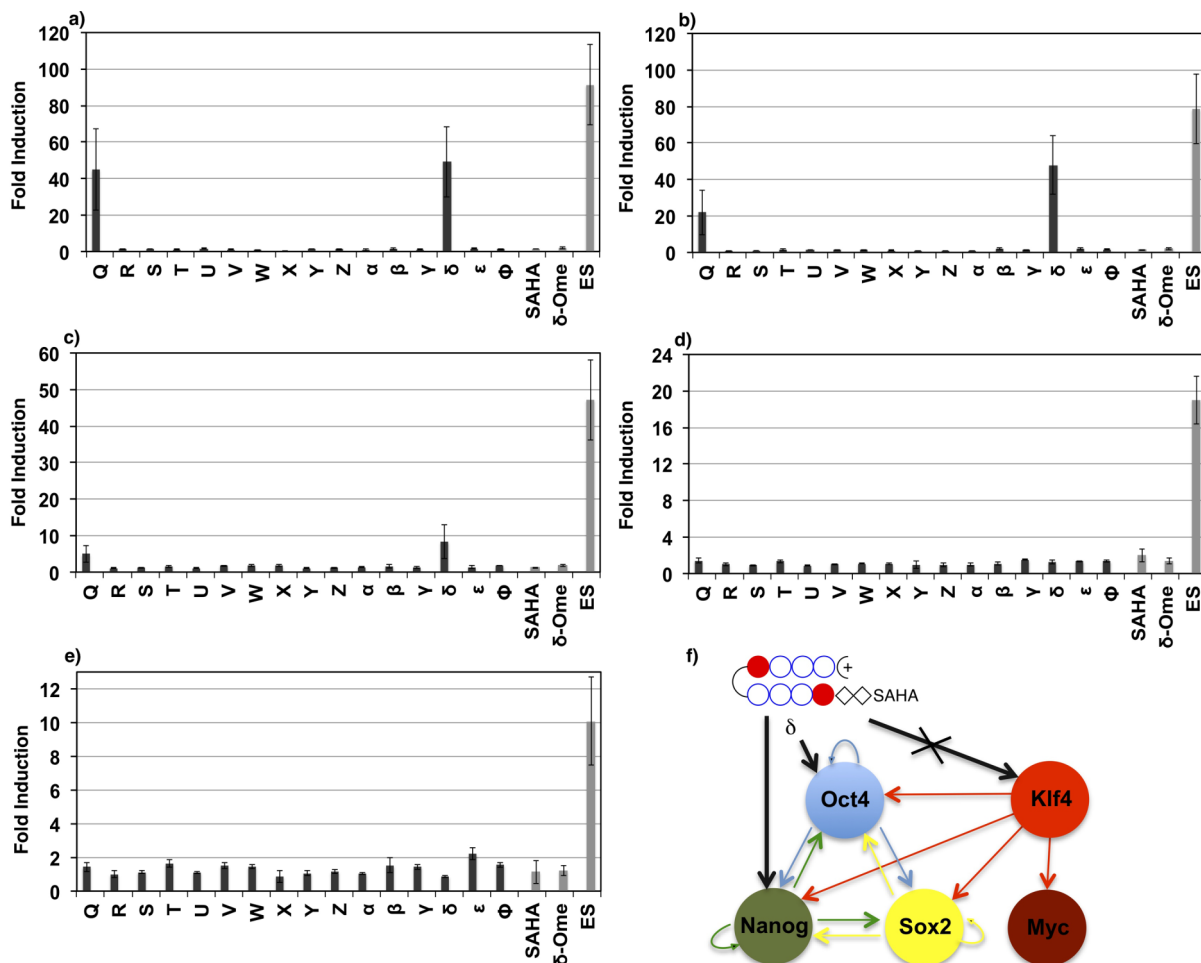 a)
Fold Induction
120
100
80
60
40
20
0
Q R S T U V W X Y Z α β γ δ ε Φ SAHA δ-Ome ES
b)
Fold Induction
120
100
80
60
40
20
0
Q R S T U V W X Y Z α β γ δ ε Φ SAHA δ-Ome ES
c)
Fold Induction
60
50
40
30
20
10
0
Q R S T U V W X Y Z α β γ δ ε Φ SAHA δ-Ome ES
d)
Fold Induction
24
20
16
12
8
4
0
Q R S T U V W X Y Z α β γ δ ε Φ SAHA δ-Ome ES
e)
Fold Induction
12
10
8
6
4
2
0
Q R S T U V W X Y Z α β γ δ ε Φ SAHA δ-Ome ES
f)
+
SAHA
δ
Oct4
Klf4
Nanog
Sox2
Myc